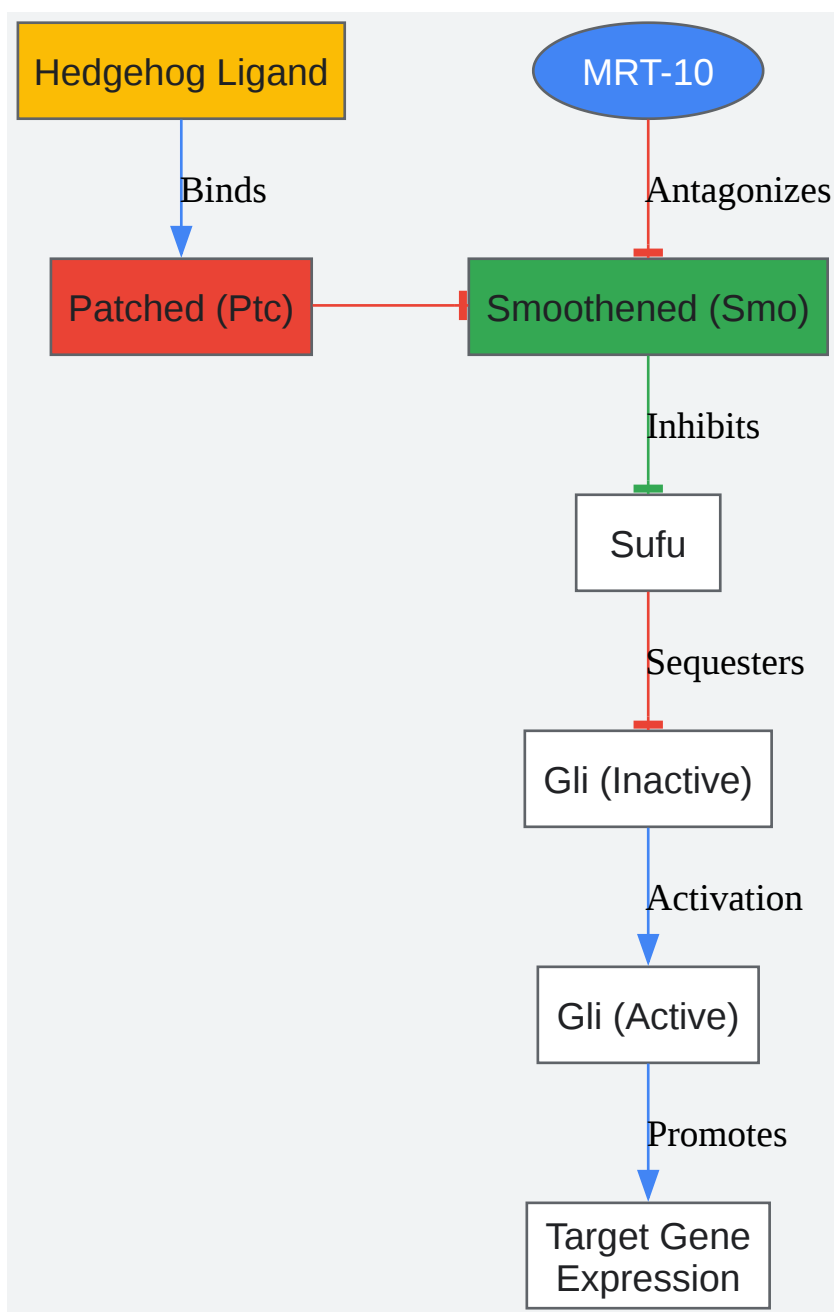 Hedgehog Ligand
MRT-10
Binds
Antagonizes
Patched (Ptc)
Smoothened (Smo)
Inhibits
Sufu
Sequesters
Gli (Inactive)
Activation
Gli (Active)
Promotes
Target Gene
Expression